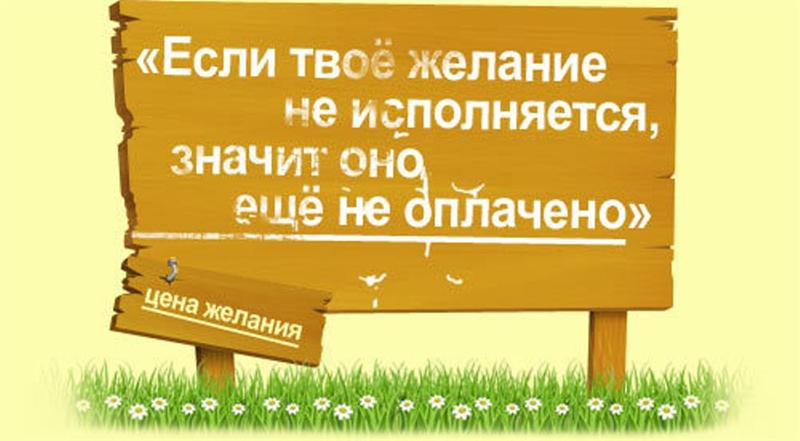 «Если твоё желание
не исполняется,
значит оно
ещё не оплачено»
цена желания